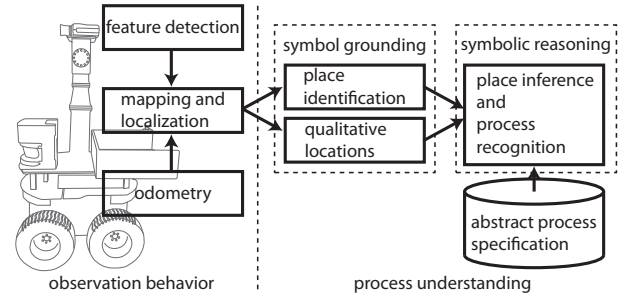 feature detection
mapping and
localization
odometry
observation behavior
symbol grounding
place
identification
qualitative
locations
symbolic reasoning
place inference
and
process
recognition
abstract process
specification
process understanding